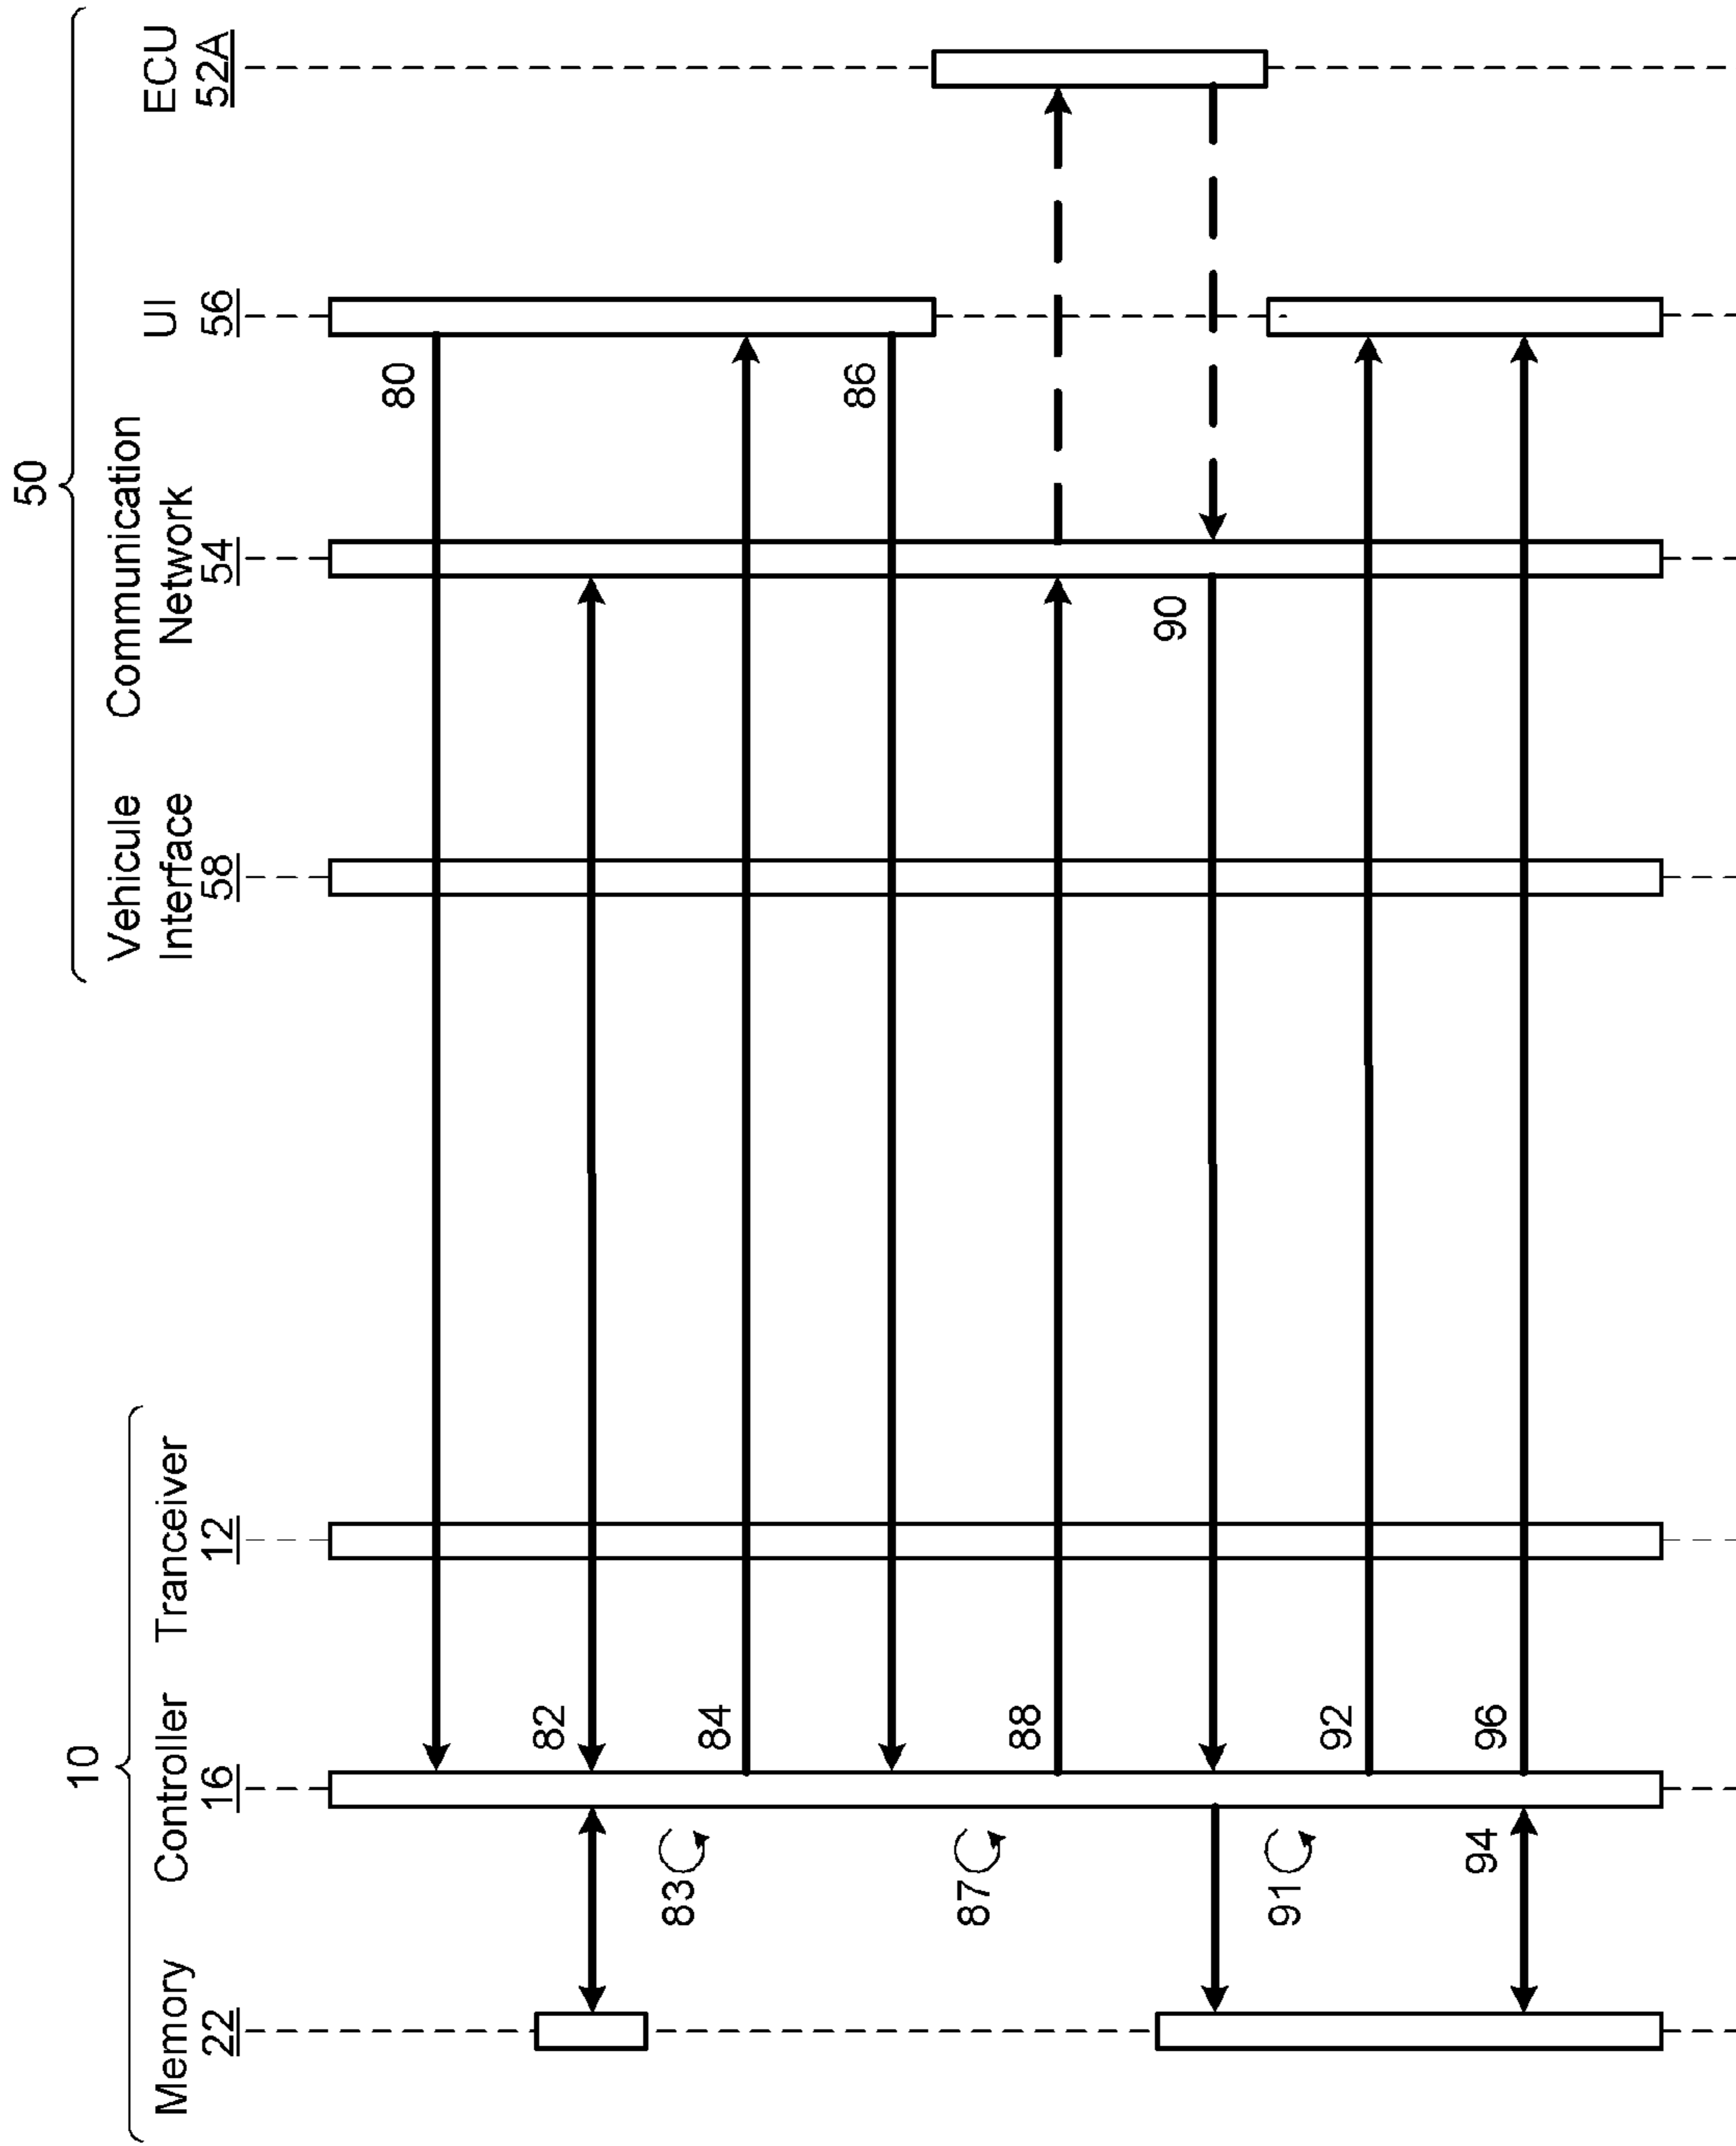 10
50
Memory
22
Controller
16
Tranceiver
12
Vehicule
Interface
58
Communication
Network
54
UI
56
ECU
52A
80
82
83
84
86
87
88
90
91
92
94
96